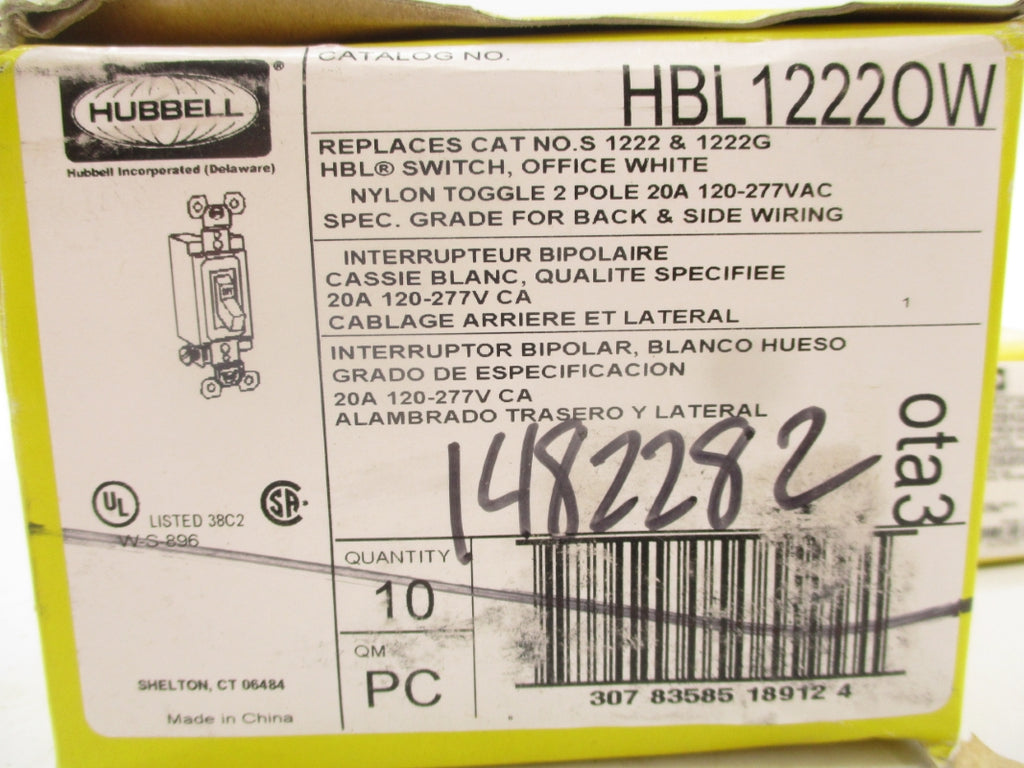 HUBBELL®
Hubbell Incorporated (Delaware)
CATALOG NO.
HBL1222OW
REPLACES CAT NO.S 1222 & 1222G
HBL® SWITCH, OFFICE WHITE
NYLON TOGGLE 2 POLE 20A 120-277VAC
SPEC. GRADE FOR BACK & SIDE WIRING
INTERRUPTEUR BIPOLAIRE
CASSIE BLANC, QUALITE SPECIFIEE
20A 120-277V CA
CABLAGE ARRIERE ET LATERAL
1
INTERRUPTOR BIPOLAR, BLANCO HUESO
GRADO DE ESPECIFICACION
20A 120-277V CA
ALAMBRADO TRASERO Y LATERAL
ota3
1482282
UL LISTED 38C2
SA
W-S-896
QUANTITY
10
QM
PC
307 83585 18912 4
SHELTON, CT 06484
Made in China